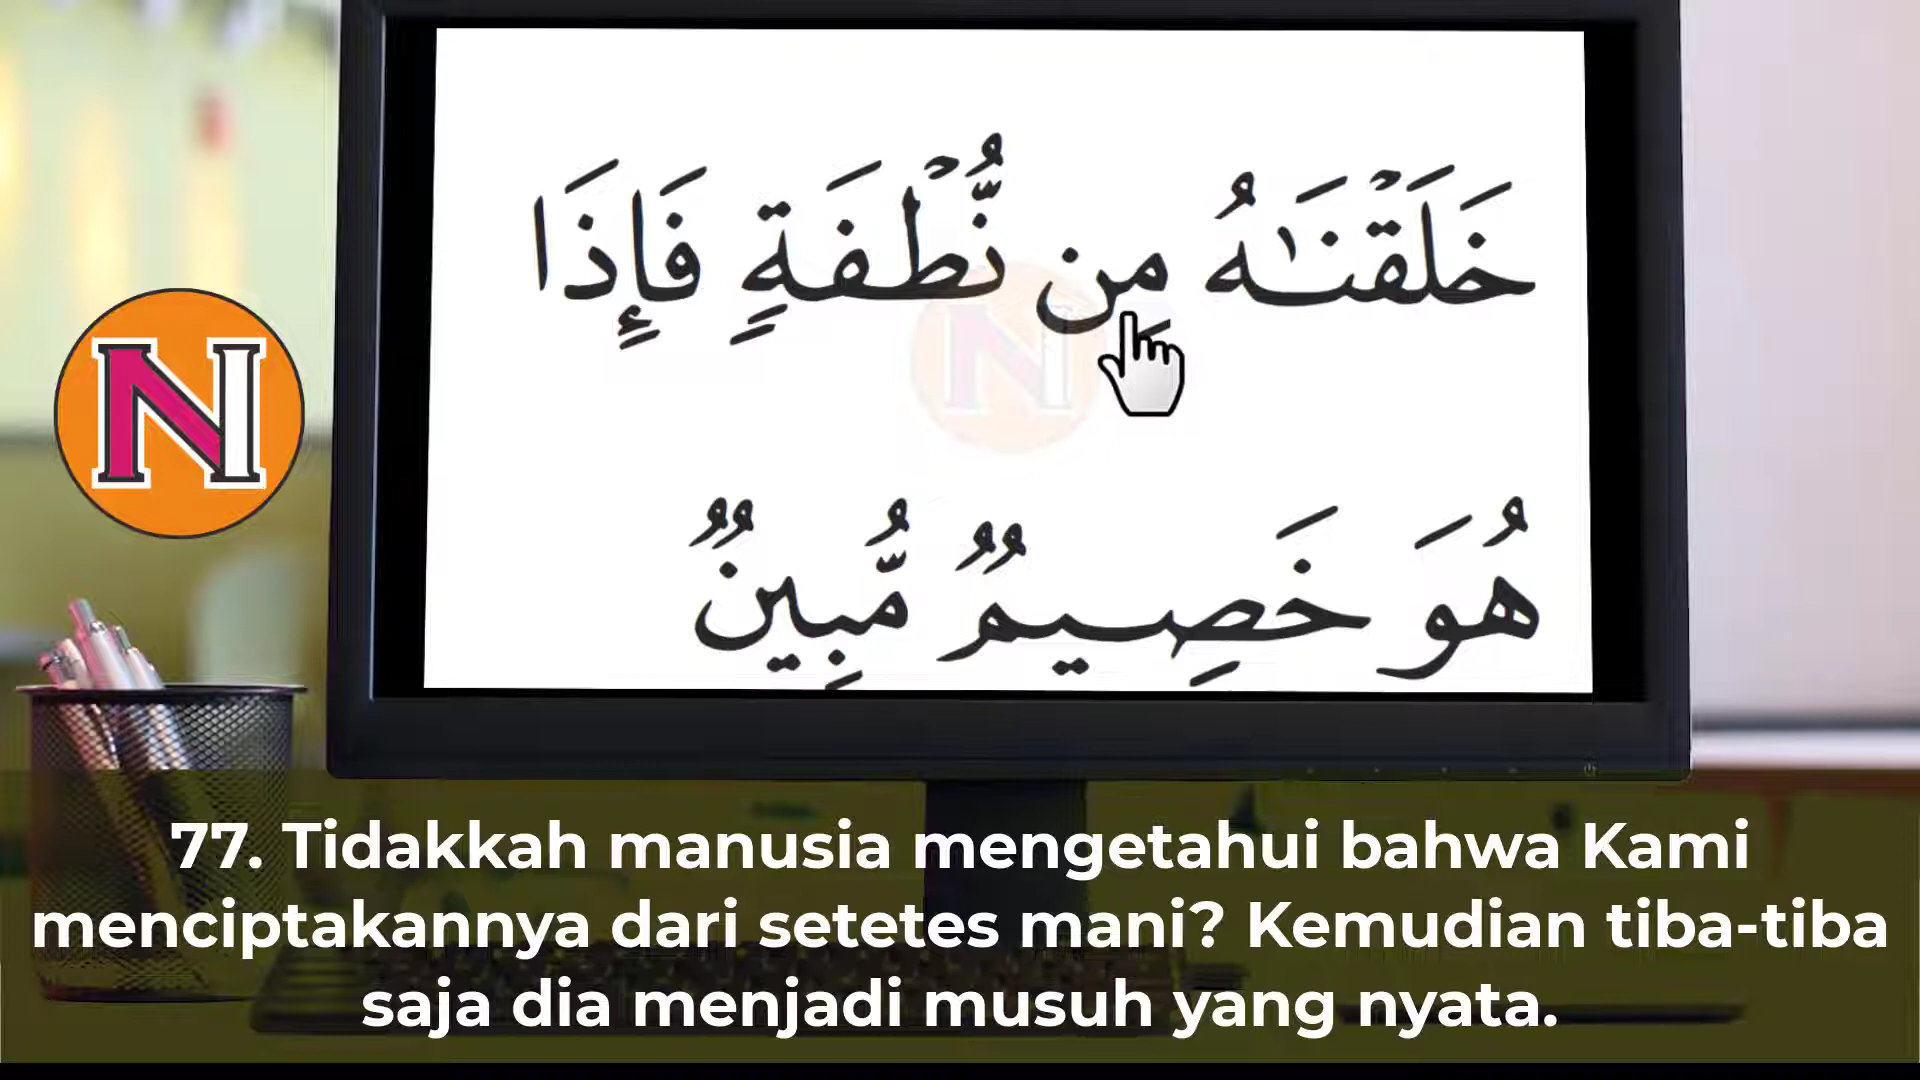 خَلَقْنَٰهُ مِن نُّطْفَةٍ فَإِذَا
هُوَ خَصِيمٌ مُّبِينٌ
N
77. Tidakkah manusia mengetahui bahwa Kami
menciptakannya dari setetes mani? Kemudian tiba-tiba
saja dia menjadi musuh yang nyata.